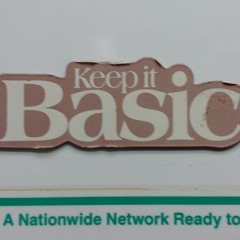 Keep it
Basic
A Nationwide Network Ready to